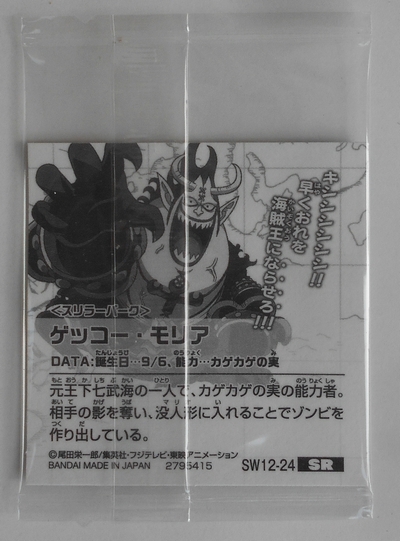 キシシシシシ!!
早くおれを
海賊王にならせろ!!!
<スリラーバーク>
ゲッコー・モリア
DATA:誕生日…9/6、能力…カゲカゲの実
元王下七武海の一人で、カゲカゲの実の能力者。
相手の影を奪い、没人形に入れることでゾンビを
作り出している。
©尾田栄一郎/集英社・フジテレビ・東映アニメーション
BANDAI MADE IN JAPAN 2795415 SW12-24 SR